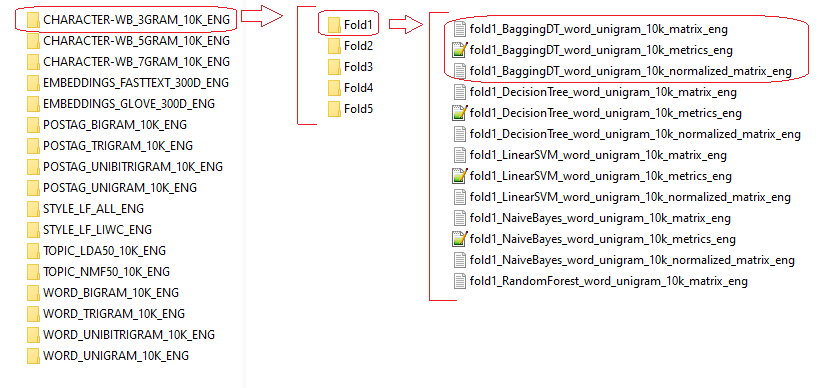 CHARACTER-WB_3GRAM_10K_ENG
CHARACTER-WB_5GRAM_10K_ENG
CHARACTER-WB_7GRAM_10K_ENG
EMBEDDINGS_FASTTEXT_300D_ENG
EMBEDDINGS_GLOVE_300D_ENG
POSTAG_BIGRAM_10K_ENG
POSTAG_TRIGRAM_10K_ENG
POSTAG_UNIBITRIGRAM_10K_ENG
POSTAG_UNIGRAM_10K_ENG
STYLE_LF_ALL_ENG
STYLE_LF_LIWC_ENG
TOPIC_LDA50_10K_ENG
TOPIC_NMF50_10K_ENG
WORD_BIGRAM_10K_ENG
WORD_TRIGRAM_10K_ENG
WORD_UNIBITRIGRAM_10K_ENG
WORD_UNIGRAM_10K_ENG
Fold1
Fold2
Fold3
Fold4
Fold5
fold1_BaggingDT_word_unigram_10k_matrix_eng
fold1_BaggingDT_word_unigram_10k_metrics_eng
fold1_BaggingDT_word_unigram_10k_normalized_matrix_eng
fold1_DecisionTree_word_unigram_10k_matrix_eng
fold1_DecisionTree_word_unigram_10k_metrics_eng
fold1_DecisionTree_word_unigram_10k_normalized_matrix_eng
fold1_LinearSVM_word_unigram_10k_matrix_eng
fold1_LinearSVM_word_unigram_10k_metrics_eng
fold1_LinearSVM_word_unigram_10k_normalized_matrix_eng
fold1_NaiveBayes_word_unigram_10k_matrix_eng
fold1_NaiveBayes_word_unigram_10k_metrics_eng
fold1_NaiveBayes_word_unigram_10k_normalized_matrix_eng
fold1_RandomForest_word_unigram_10k_matrix_eng